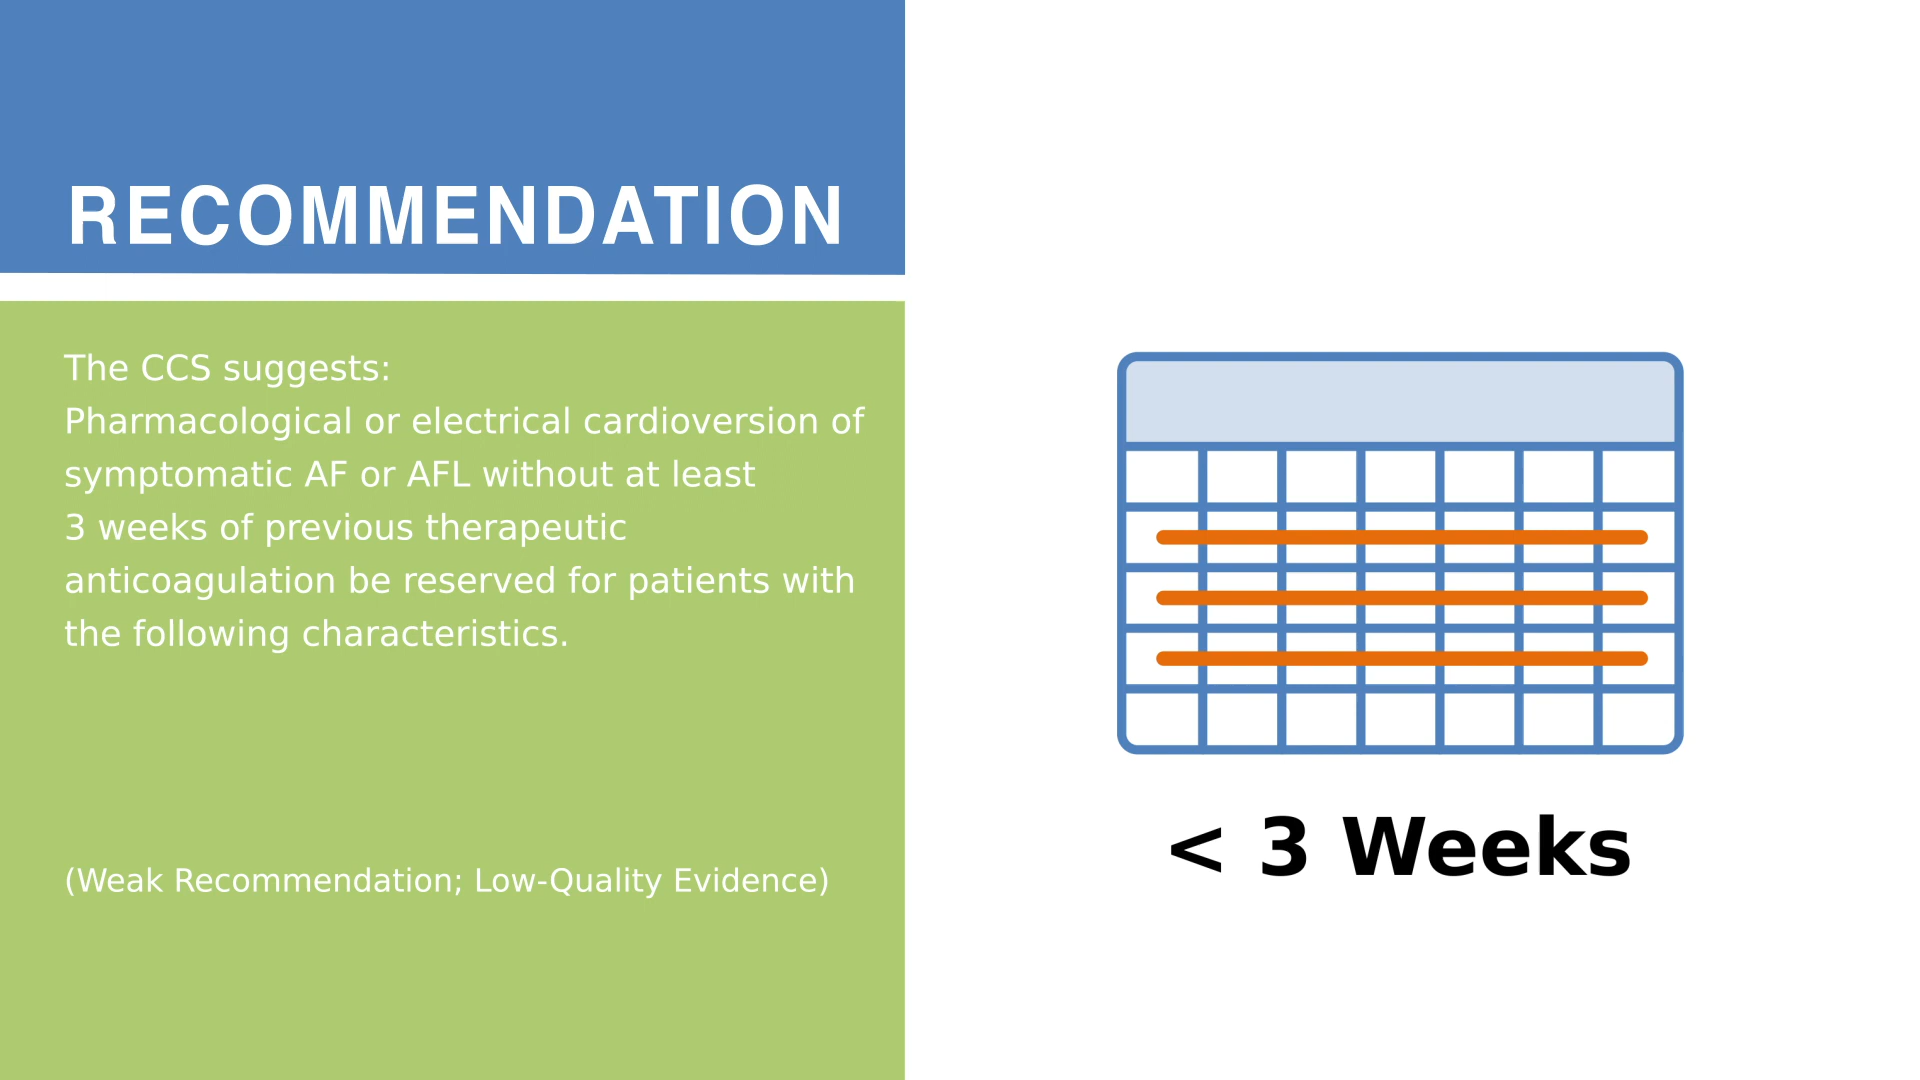 RECOMMENDATION
The CCS suggests:
Pharmacological or electrical cardioversion of
symptomatic AF or AFL without at least
3 weeks of previous therapeutic
anticoagulation be reserved for patients with
the following characteristics.
(Weak Recommendation; Low-Quality Evidence)
< 3 Weeks